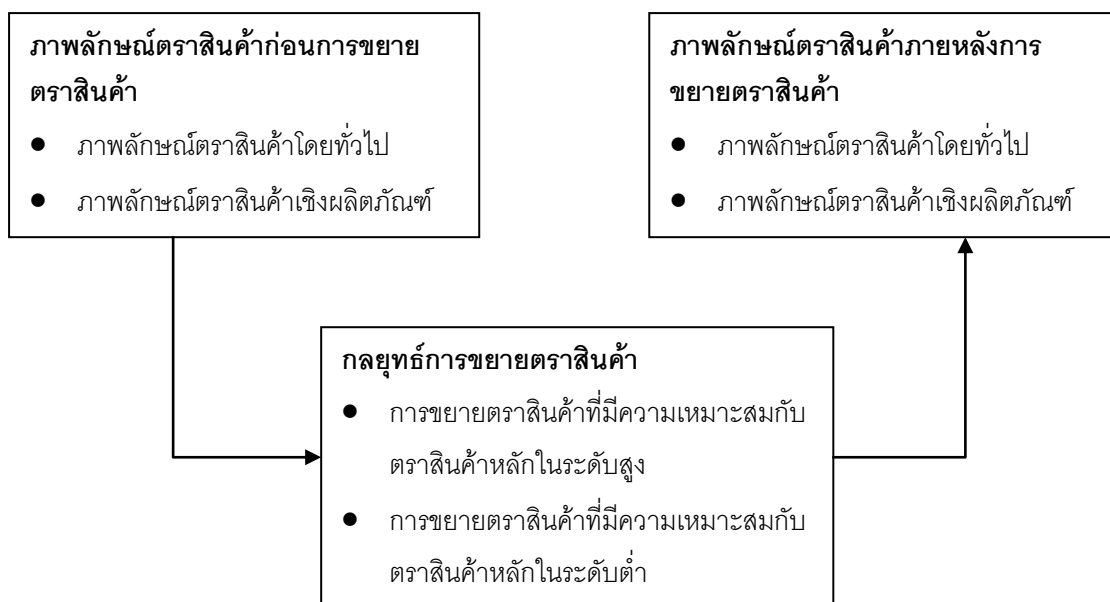 ภาพลักษณ์ตราสินค้าก่อนการขยาย
ตราสินค้า
● ภาพลักษณ์ตราสินค้าโดยทั่วไป
● ภาพลักษณ์ตราสินค้าเชิงผลิตภัณฑ์
ภาพลักษณ์ตราสินค้าภายหลังการ
ขยายตราสินค้า
● ภาพลักษณ์ตราสินค้าโดยทั่วไป
● ภาพลักษณ์ตราสินค้าเชิงผลิตภัณฑ์
กลยุทธ์การขยายตราสินค้า
● การขยายตราสินค้าที่มีความเหมาะสมกับ
ตราสินค้าหลักในระดับสูง
● การขยายตราสินค้าที่มีความเหมาะสมกับ
ตราสินค้าหลักในระดับต่ำ